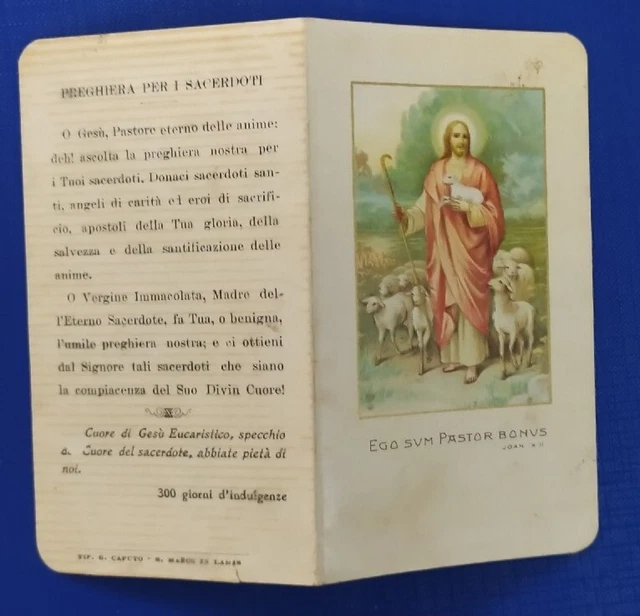 PREGHIERA PER I SACERDOTI
O Gesù, Pastore eterno delle anime:
deh! ascolta la preghiera nostra per
i Tuoi sacerdoti. Donaci sacerdoti san-
ti, angeli di carità ed eroi di sacrifi-
cio, apostoli della Tua gloria, della
salvezza e della santificazione delle
anime.
O Vergine Immacolata, Madre del-
l'Eterno Sacerdote, fa Tua, o benigna,
l'umile preghiera nostra; e ci ottieni
dal Signore tali sacerdoti che siano
la compiacenza del Suo Divin Cuore!
Cuore di Gesù Eucaristico, specchio
Cuore del sacerdote, abbiate pietà di
noi.
300 giorni d'indulgenze
TIP. G. CAPUTO - S. MARCO IN LAMIS
EGO SVM PASTOR BONVS
JOAN